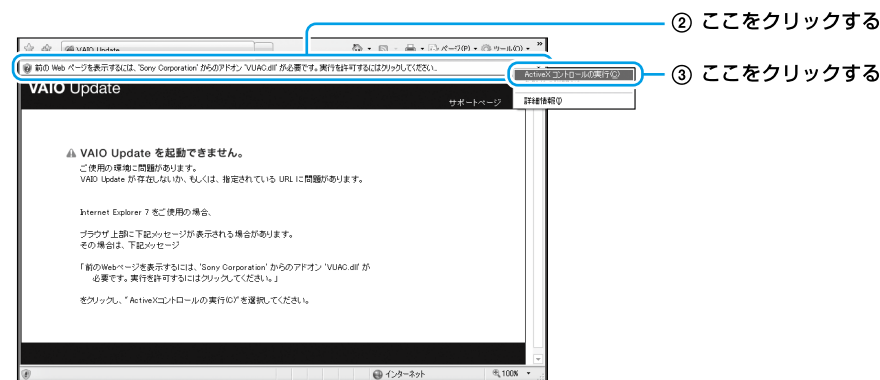 ② ここをクリックする
VAIO Update
ページ(P)
ツール(O)
»
前の Web ページを表示するには、'Sony Corporation' からのアドオン 'VUAC.dll' が必要です。実行を許可するにはクリックしてください..
ActiveX コントロールの実行(C)
③ ここをクリックする
詳細情報(I)
VAIO Update
サポートページ
VAIO Update を起動できません。
ご使用の環境に問題があります。
VAIO Update が存在しないか、もしくは、指定されている URL に問題があります。
Internet Explorer 7 をご使用の場合、
ブラウザ上部に下記メッセージが表示される場合があります。
その場合は、下記メッセージ
「前のWebページを表示するには、'Sony Corporation' からのアドオン 'VUAC.dll' が
必要です。実行を許可するにはクリックしてください。」
をクリックし、"ActiveXコントロールの実行(C)"を選択してください。
インターネット
100%